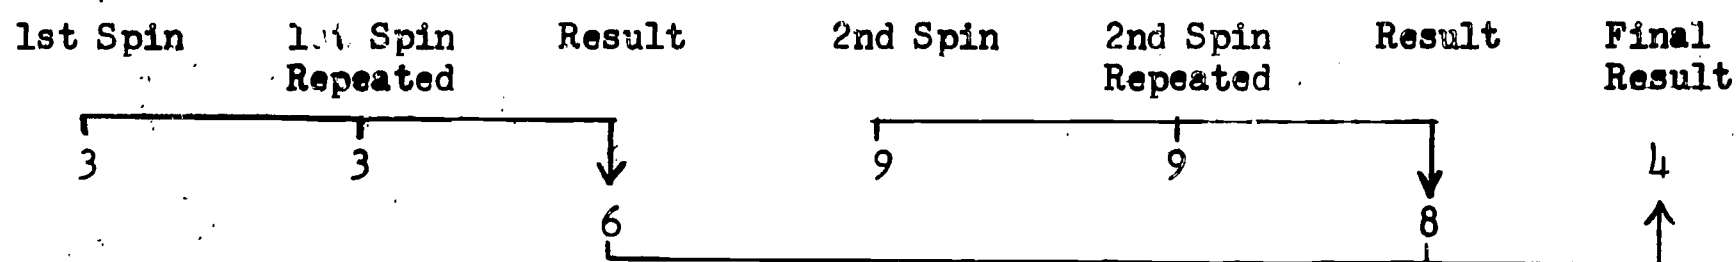 1st Spin 1st Spin Result 2nd Spin 2nd Spin Result Final
Repeated Repeated Result
3 3 9 9 4
6 8